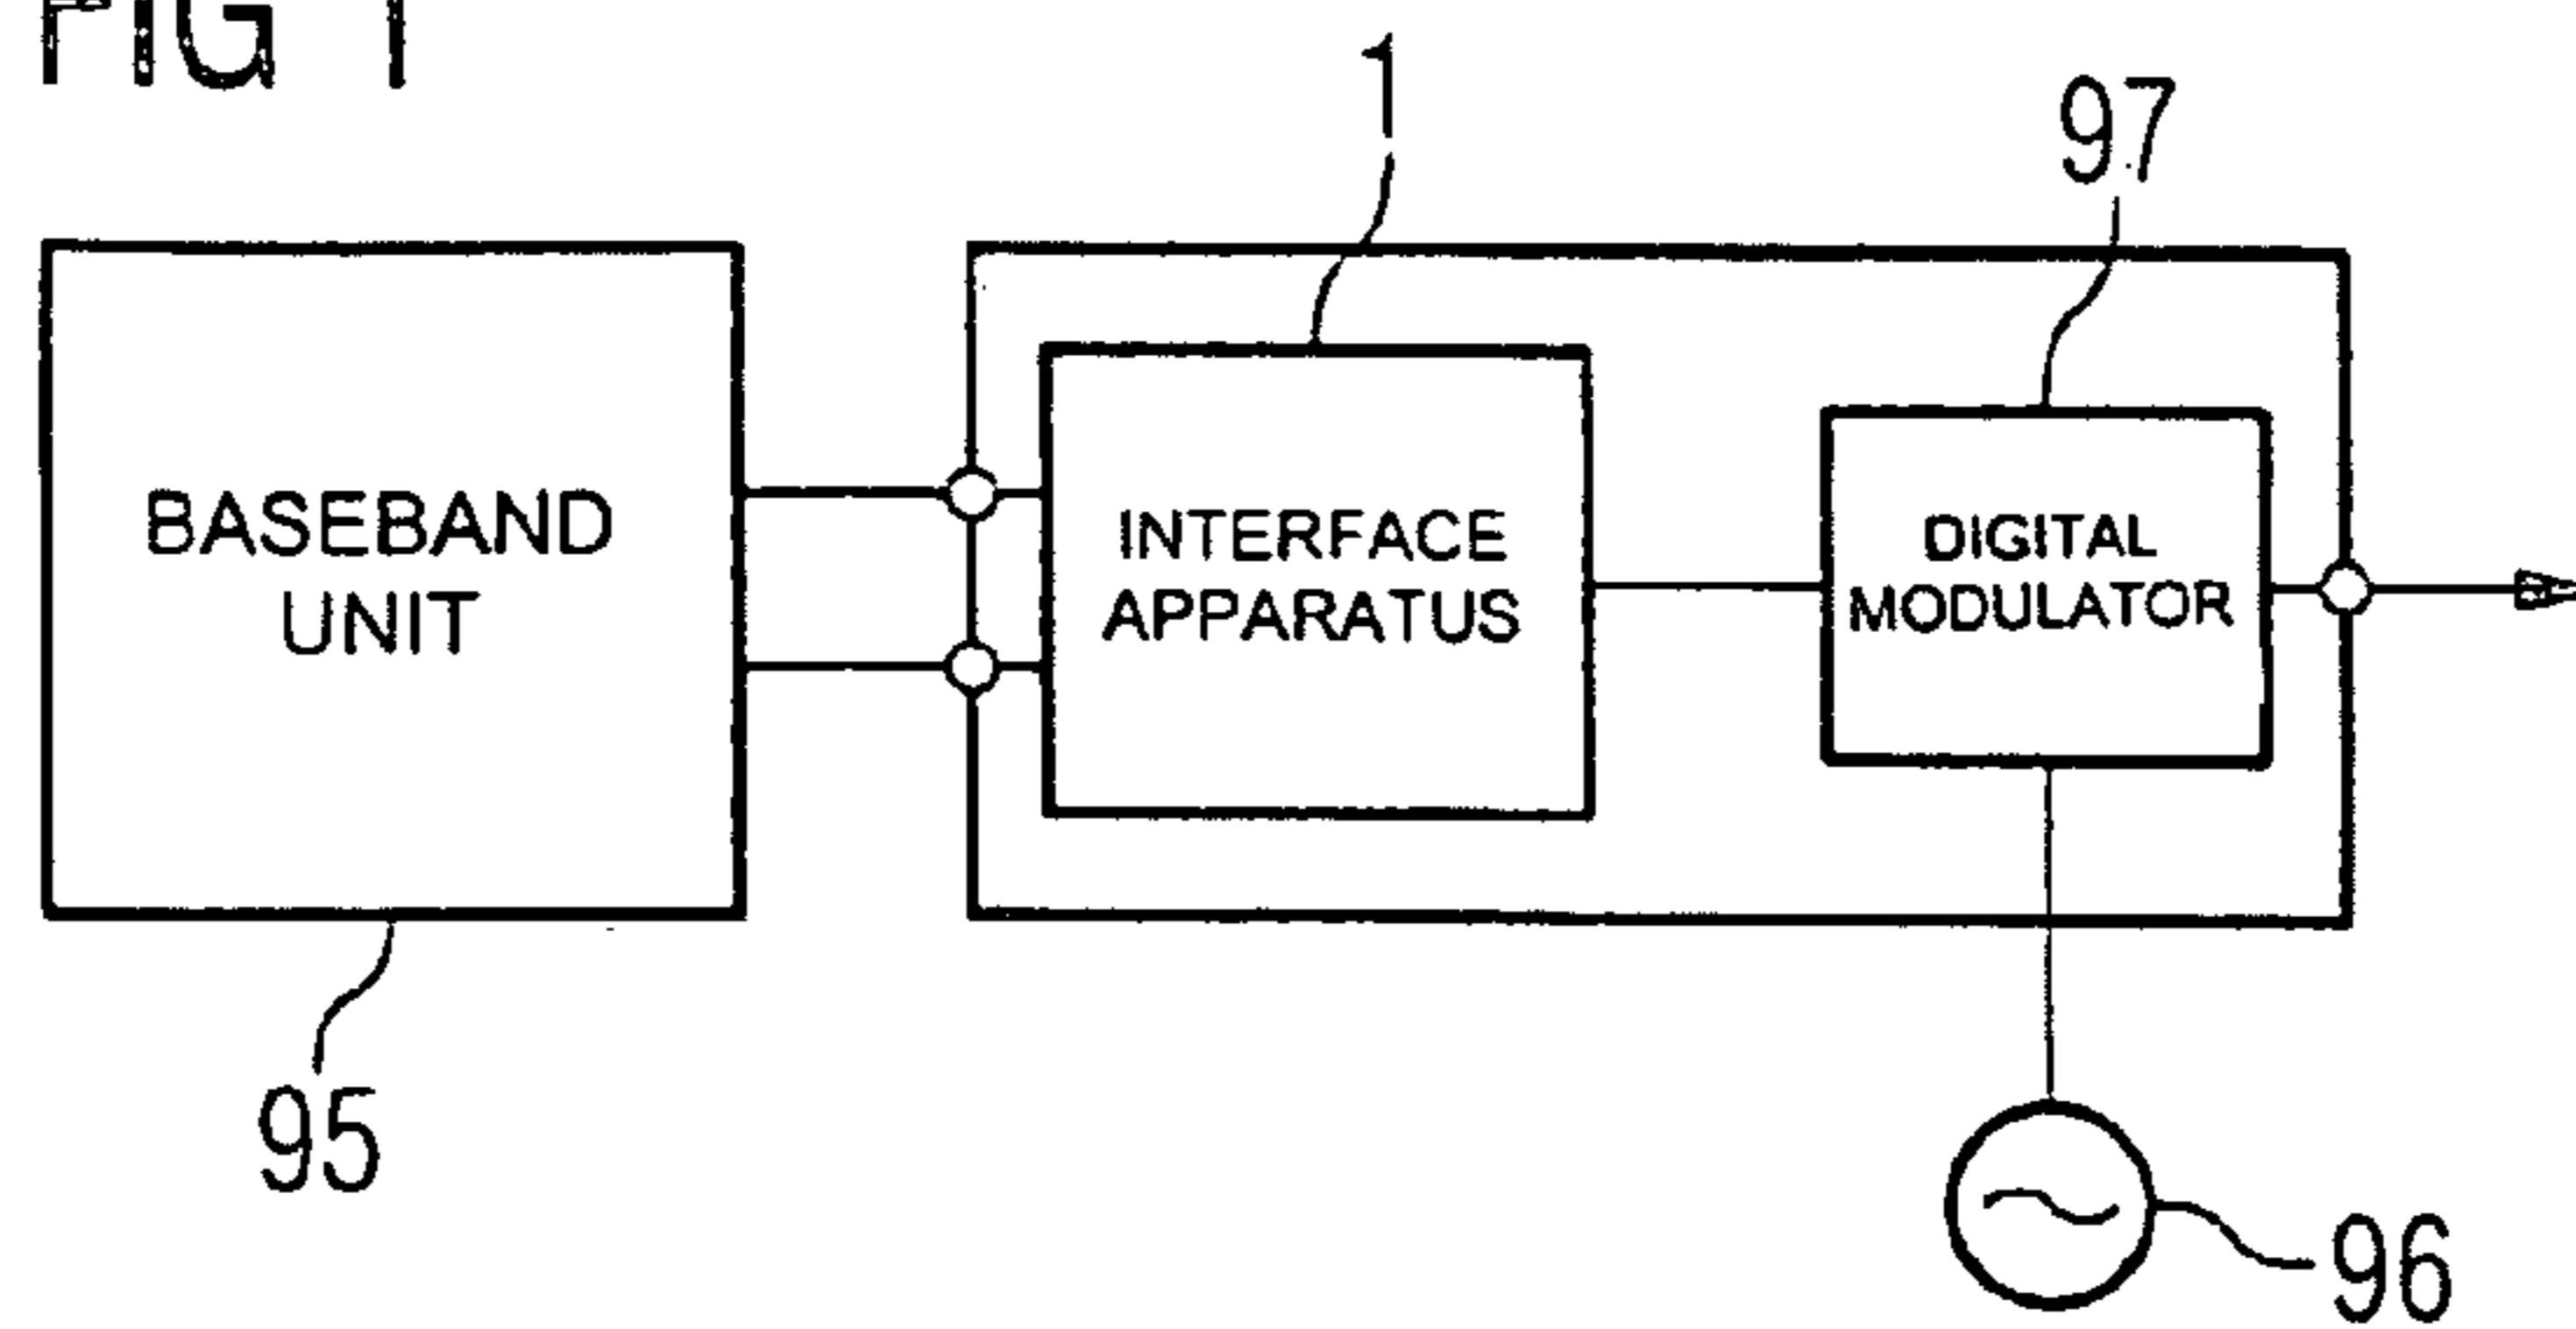 FIG 1
1
97
BASEBAND
UNIT
INTERFACE
APPARATUS
DIGITAL
MODULATOR
95
96